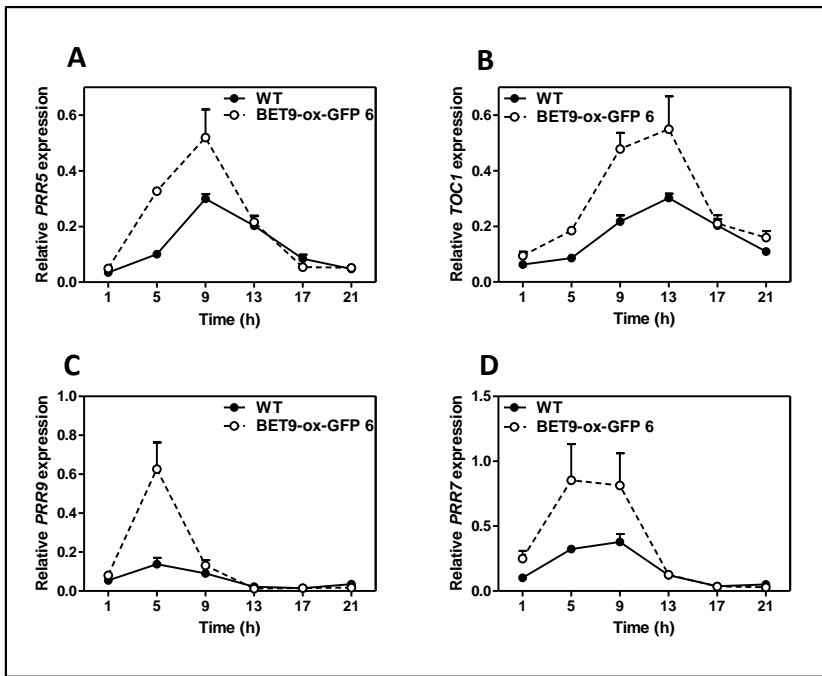 A
WT
BET9-ox-GFP 6
Relative PRR5 expression
0.6
0.4
0.2
0.0
1 5 9 13 17 21
Time (h)
B
WT
BET9-ox-GFP 6
Relative TOC1 expression
0.6
0.4
0.2
0.0
1 5 9 13 17 21
Time (h)
C
WT
BET9-ox-GFP 6
Relative PRR9 expression
1.0
0.8
0.6
0.4
0.2
0.0
1 5 9 13 17 21
Time (h)
D
WT
BET9-ox-GFP 6
Relative PRR7 expression
1.5
1.0
0.5
0.0
1 5 9 13 17 21
Time (h)